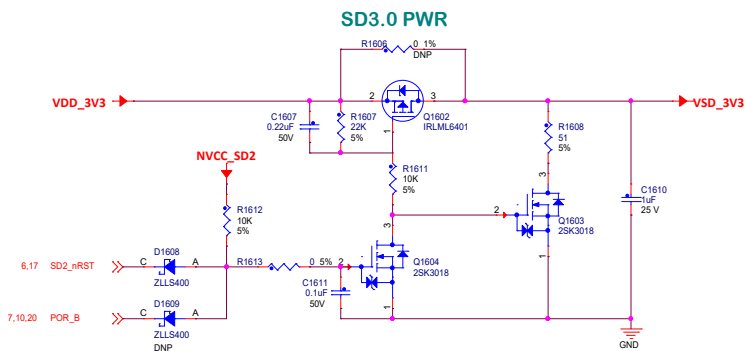 SD3.0 PWR
R1606
0 1%
DNP
VDD_3V3
2
3
VSD_3V3
C1607
0.22uF
50V
R1607
22K
5%
Q1602
IRLML6401
1
R1608
51
5%
NVCC_SD2
R1611
10K
5%
R1612
10K
5%
3
2
Q1603
2SK3018
1
C1610
1uF
25 V
D1608
6,17 SD2_nRST
C
A
ZLLS400
R1613
0 5%
2
3
Q1604
2SK3018
1
C1611
0.1uF
50V
D1609
7,10,20 POR_B
C
A
ZLLS400
DNP
GND